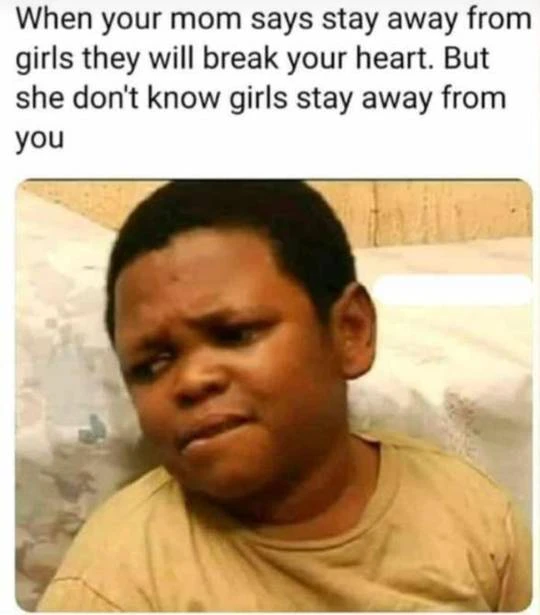 When your mom says stay away from
girls they will break your heart. But
she don't know girls stay away from
you